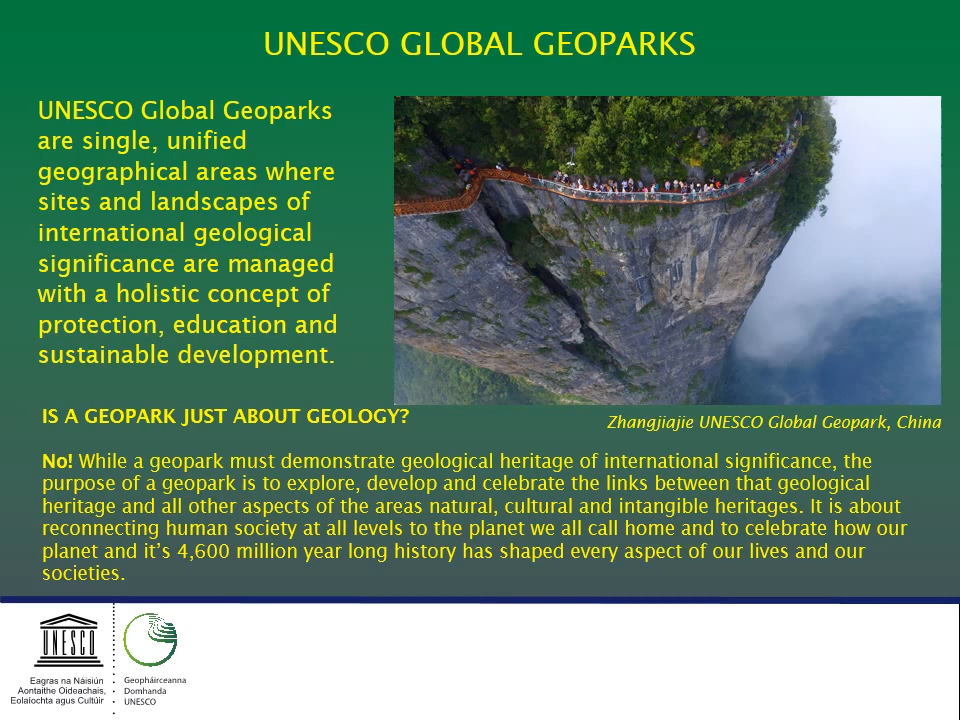 UNESCO GLOBAL GEOPARKS
UNESCO Global Geoparks
are single, unified
geographical areas where
sites and landscapes of
international geological
significance are managed
with a holistic concept of
protection, education and
sustainable development.
Zhangjiajie UNESCO Global Geopark, China
IS A GEOPARK JUST ABOUT GEOLOGY?
No! While a geopark must demonstrate geological heritage of international significance, the
purpose of a geopark is to explore, develop and celebrate the links between that geological
heritage and all other aspects of the areas natural, cultural and intangible heritages. It is about
reconnecting human society at all levels to the planet we all call home and to celebrate how our
planet and it's 4,600 million year long history has shaped every aspect of our lives and our
societies.
UNESCO
Eagras na Náisiún
Aontaithe Oideachais,
Eolaíochta agus Cultúir
Geopháirceanna
Domhanda
UNESCO